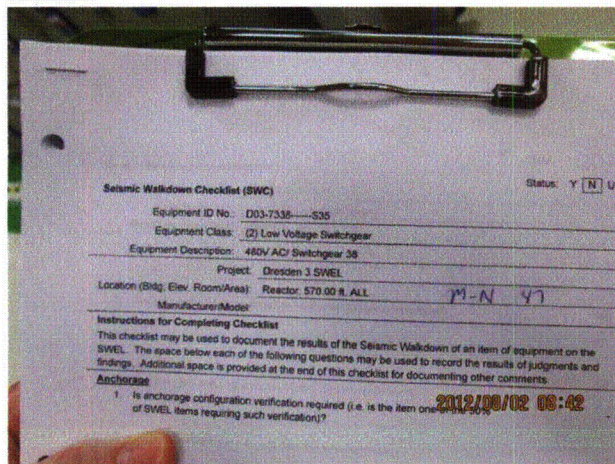 Seismic Walkdown Checklist (SWC)
Status: Y N U
Equipment ID No.: D03-7338------S35
Equipment Class: (2) Low Voltage Switchgear
Equipment Description: 480V AC/ Switchgear 38
Project: Dresden 3 SWEL
Location (Bldg, Elev, Room/Area): Reactor, 570.00 ft, ALL M-N 47
Manufacturer/Model:
Instructions for Completing Checklist
This checklist may be used to document the results of the Seismic Walkdown of an item of equipment on the
SWEL. The space below each of the following questions may be used to record the results of judgments and
findings. Additional space is provided at the end of this checklist for documenting other comments.
Anchorage
1. Is anchorage configuration verification required (i.e. is the item one
of SWEL items requiring such verification)?
2012/08/02 08:42